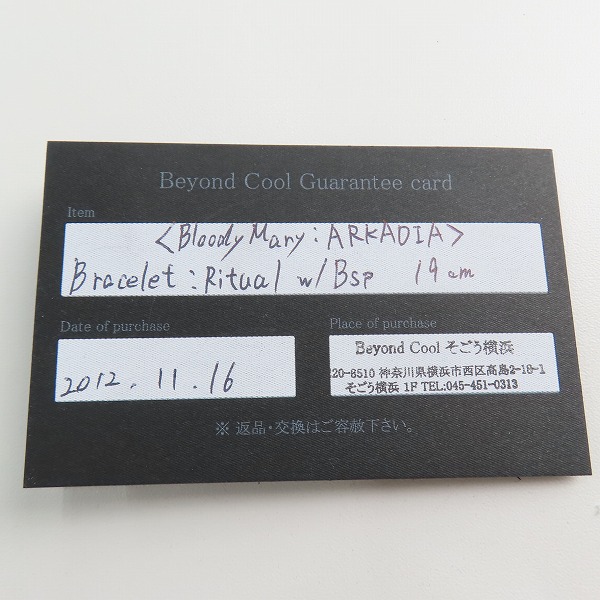 Beyond Cool Guarantee card
Item
<Bloody Mary : ARKADIA>
Bracelet : Ritual w/ Bsp 19cm
Date of purchase
2012. 11. 16
Place of purchase
Beyond Cool そごう横浜
220-8510 神奈川県横浜市西区高島2-18-1
そごう横浜 1F TEL:045-451-0313
※ 返品・交換はご容赦下さい。